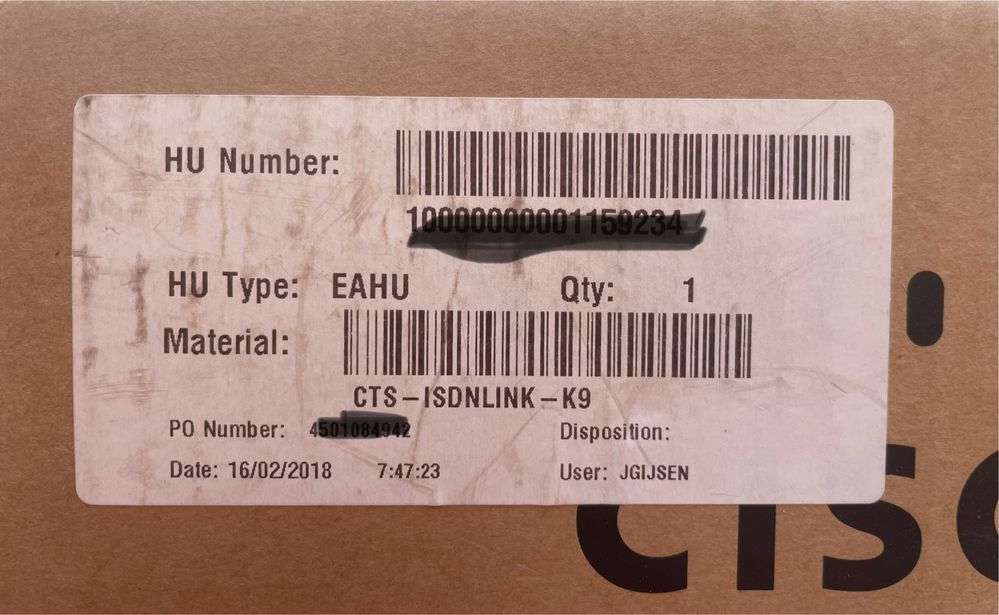 HU Number:
10000000001159234
HU Type: EAHU Qty: 1
Material:
CTS-ISDNLINK-K9
PO Number: 4501084942 Disposition:
Date: 16/02/2018 7:47:23 User: JGIJSEN
CISC